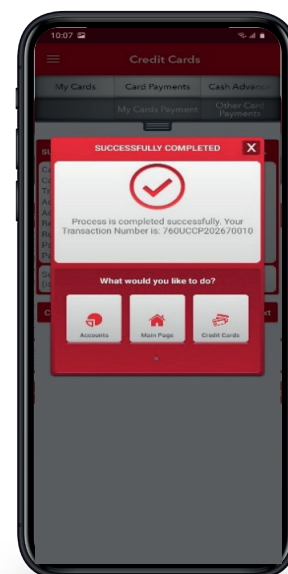 10:07
Credit Cards
My Cards
Card Payments
Cash Advance
My Cards Payment
Other Card
Payments
SUCCESSFULLY COMPLETED
X
Process is completed successfully. Your
Transaction Number is: 760UCCP202670010
What would you like to do?
Accounts
Main Page
Credit Cards